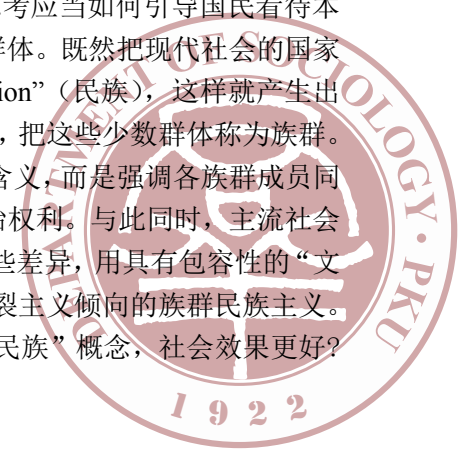 考应当如何引导国民看待本
群体。既然把现代社会的国家
ion”（民族），这样就产生出
，把这些少数群体称为族群。
含义，而是强调各族群成员同
治权利。与此同时，主流社会
些差异，用具有包容性的“文
裂主义倾向的族群民族主义。
民族”概念，社会效果更好？
DEPARTMENT OF SOCIOLOGY · PKU
1922